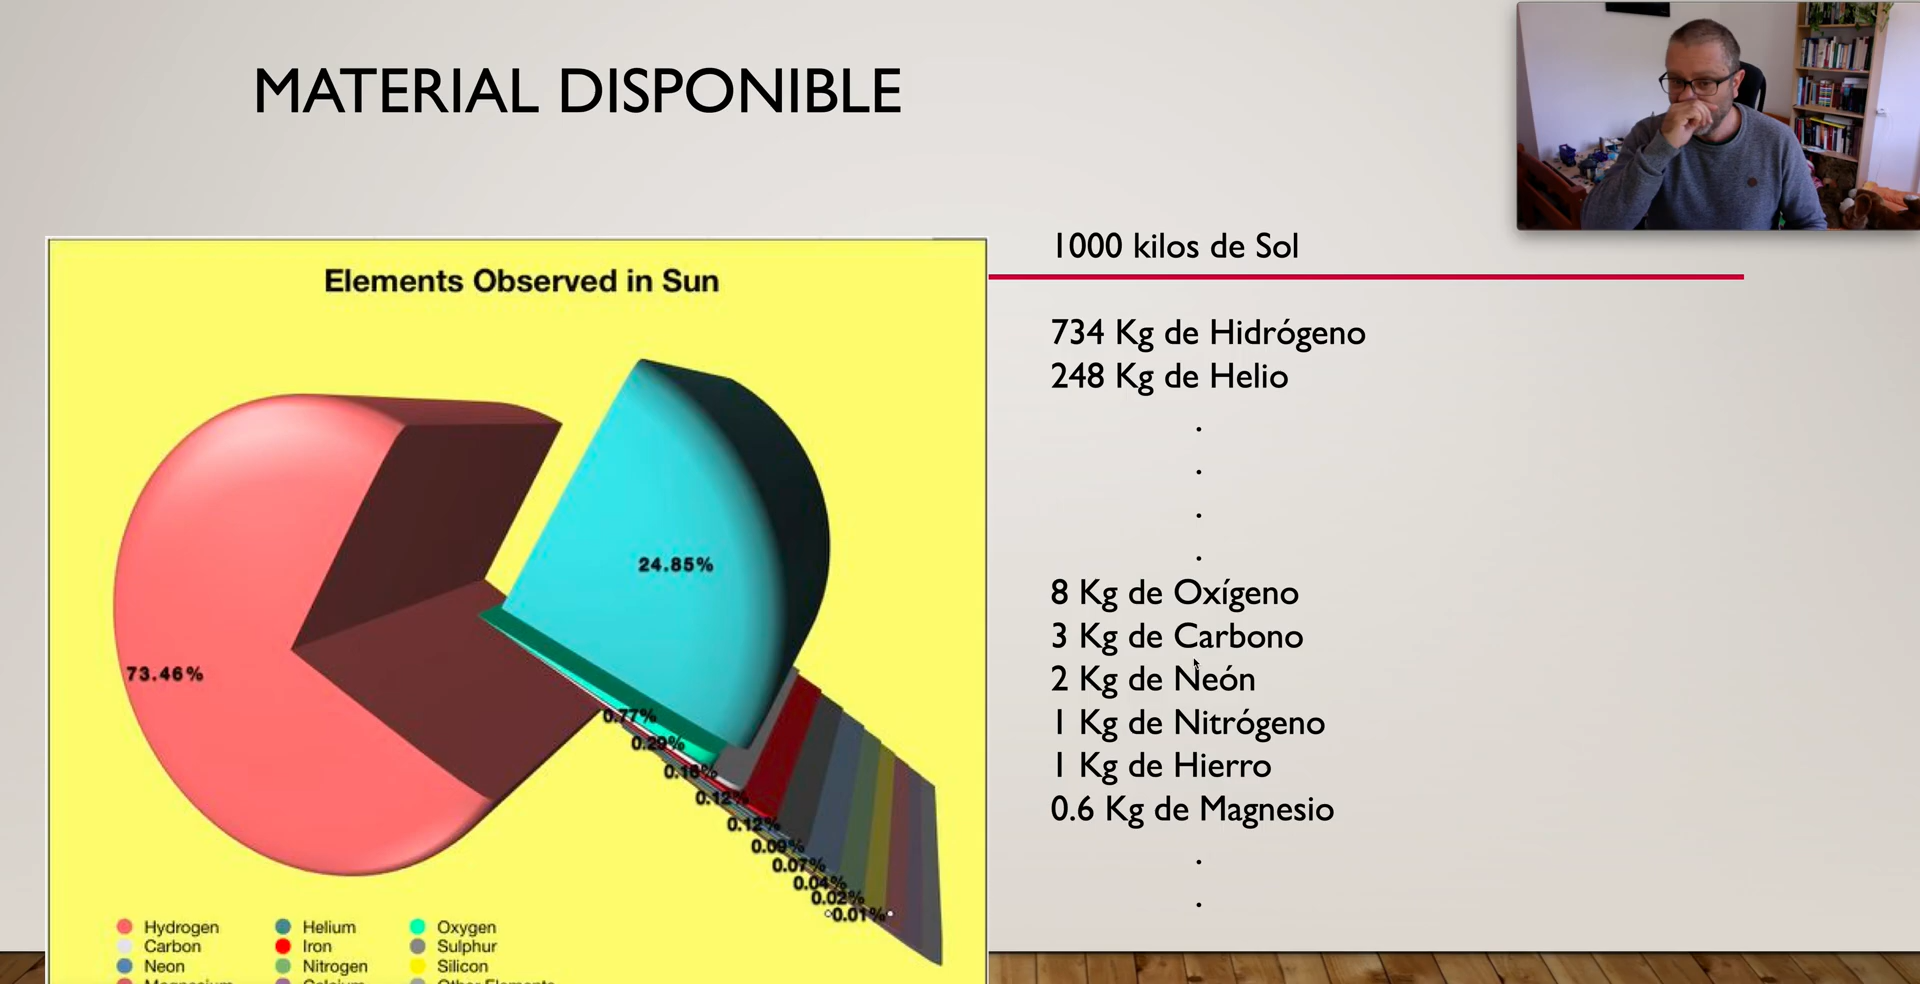 MATERIAL DISPONIBLE
Elements Observed in Sun
73.46%
24.85%
0.77%
0.29%
0.16%
0.12%
0.12%
0.09%
0.07%
0.04%
0.02%
0.01%
Hydrogen
Helium
Oxygen
Carbon
Iron
Sulphur
Neon
Nitrogen
Silicon
Magnesium
Calcium
Other Elements
1000 kilos de Sol
734 Kg de Hidrógeno
248 Kg de Helio
.
.
.
.
8 Kg de Oxígeno
3 Kg de Carbono
2 Kg de Neón
1 Kg de Nitrógeno
1 Kg de Hierro
0.6 Kg de Magnesio
.
.